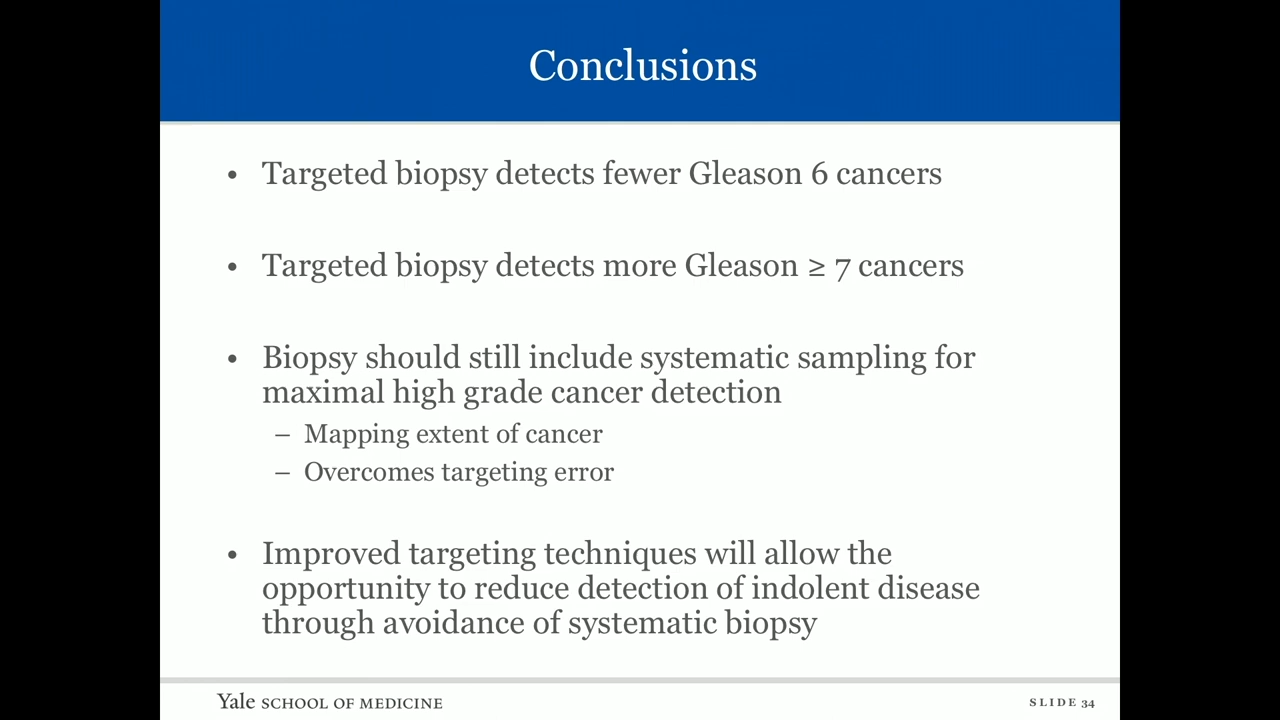 Conclusions
• Targeted biopsy detects fewer Gleason 6 cancers
• Targeted biopsy detects more Gleason ≥ 7 cancers
• Biopsy should still include systematic sampling for
maximal high grade cancer detection
– Mapping extent of cancer
– Overcomes targeting error
• Improved targeting techniques will allow the
opportunity to reduce detection of indolent disease
through avoidance of systematic biopsy
Yale SCHOOL OF MEDICINE
SLIDE 34